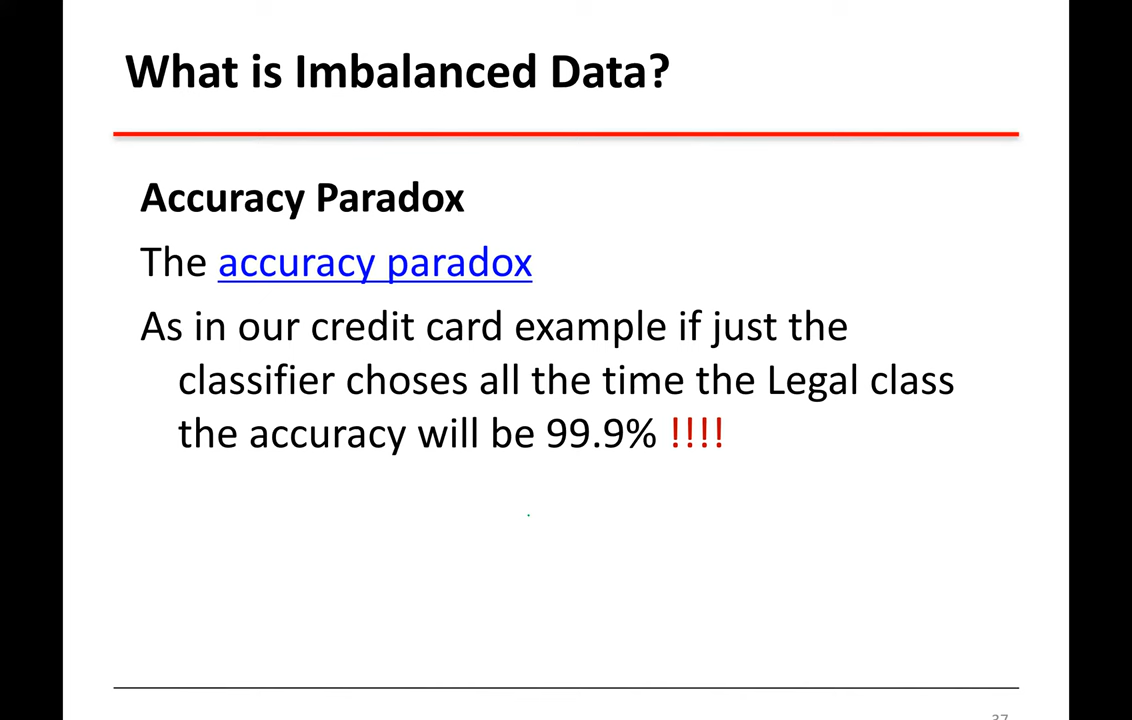 What is Imbalanced Data?
Accuracy Paradox
The accuracy paradox
As in our credit card example if just the
classifier choses all the time the Legal class
the accuracy will be 99.9% !!!!
37